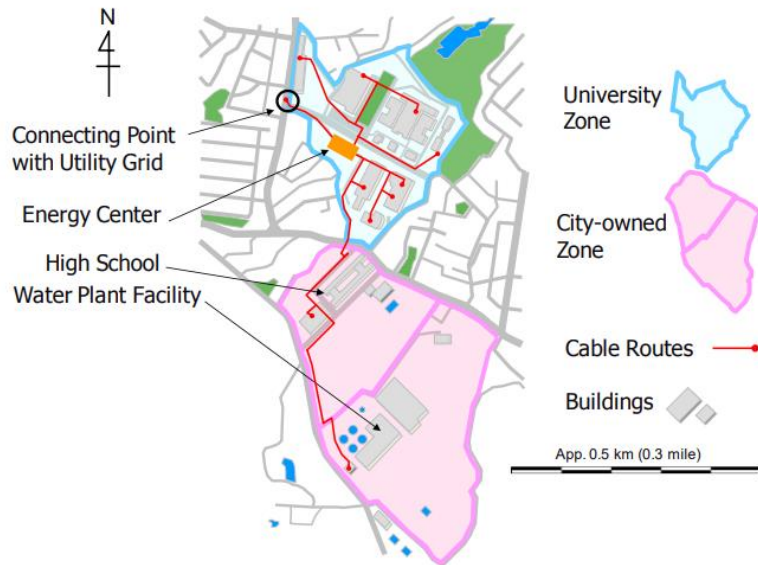 N
Connecting Point
with Utility Grid
Energy Center
High School
Water Plant Facility
University
Zone
City-owned
Zone
Cable Routes
Buildings
App. 0.5 km (0.3 mile)